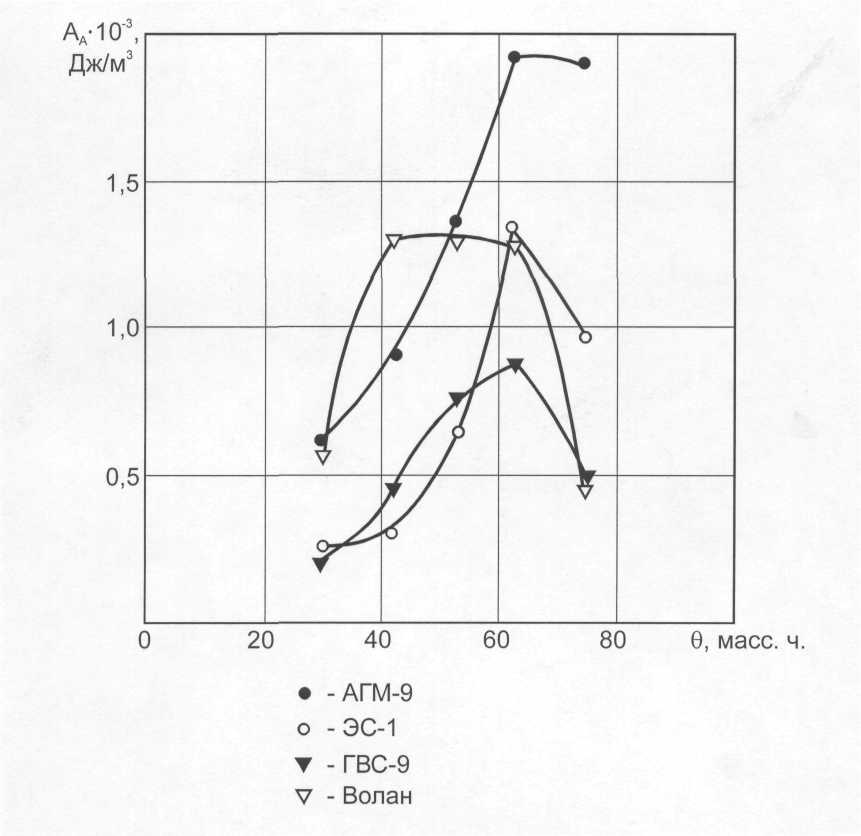 Aᴀ·10⁻³,
Дж/м³
1,5
1,0
0,5
0 20 40 60 80 θ, масс. ч.
- АГМ-9
- ЭС-1
- ГВС-9
- Волан